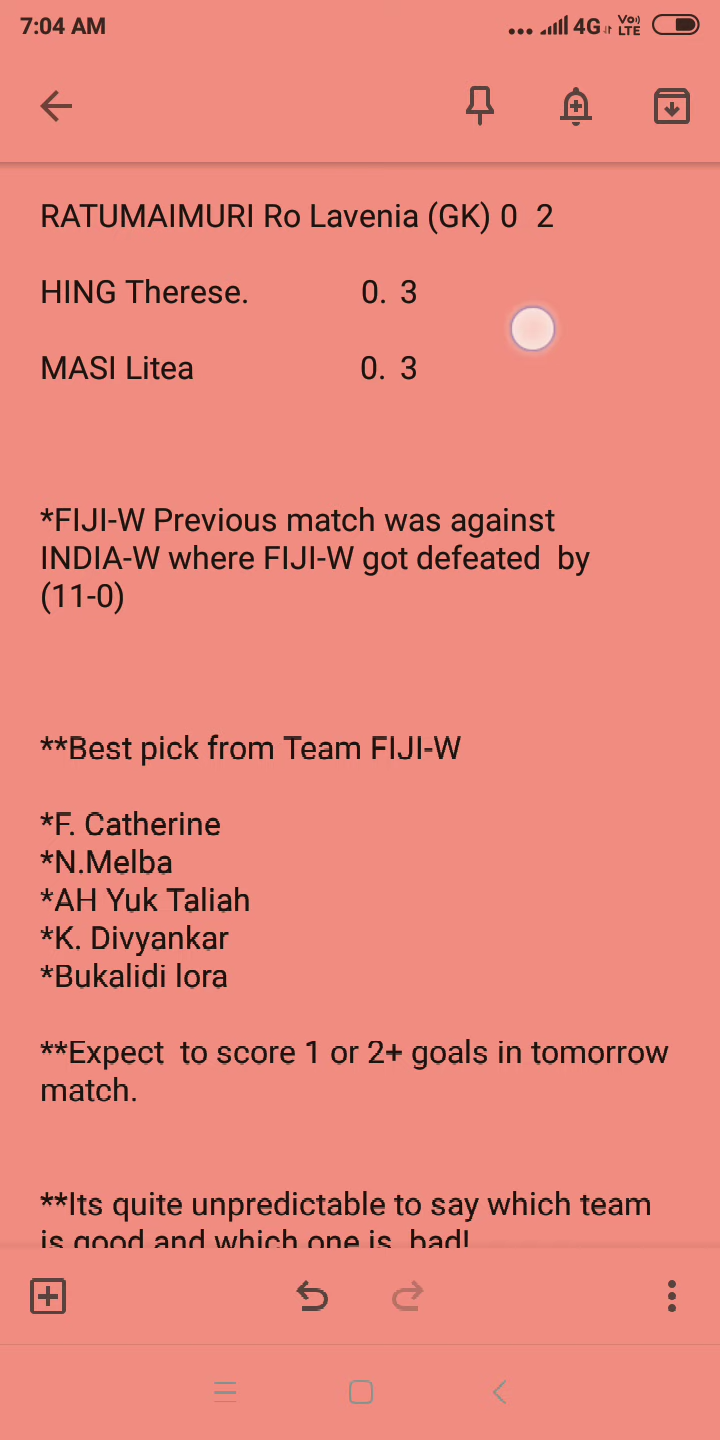 7:04 AM
4G Vo) LTE
RATUMAIMURI Ro Lavenia (GK) 0 2
HING Therese. 0. 3
MASI Litea 0. 3
*FIJI-W Previous match was against
INDIA-W where FIJI-W got defeated by
(11-0)
**Best pick from Team FIJI-W
*F. Catherine
*N.Melba
*AH Yuk Taliah
*K. Divyankar
*Bukalidi lora
**Expect to score 1 or 2+ goals in tomorrow
match.
**Its quite unpredictable to say which team
is good and which one is bad!